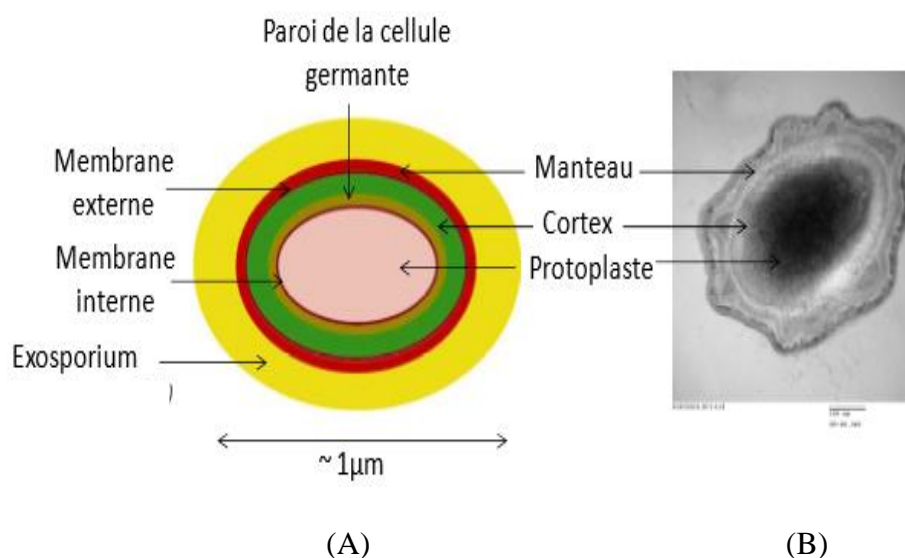 Paroi de la cellule
germante
Membrane
externe
Manteau
Cortex
Membrane
interne
Protoplaste
Exosporium
)
~ 1µm
(A)
(B)